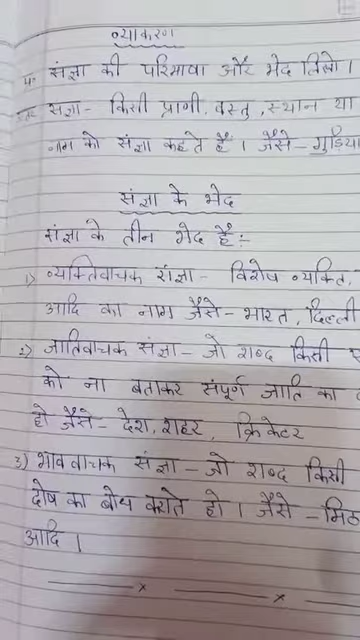 व्याकरण
प्र॰ संज्ञा की परिभाषा और भेद लिखो।
उत्तर संज्ञा - किसी प्राणी, वस्तु, स्थान या
नाम को संज्ञा कहते हैं। जैसे - गुड़िया
संज्ञा के भेद
संज्ञा के तीन भेद हैं:-
1) व्यक्तिवाचक संज्ञा - विशेष व्यक्ति,
आदि का नाम जैसे - भारत, दिल्ली
2) जातिवाचक संज्ञा - जो शब्द किसी
को ना बताकर संपूर्ण जाति का
हो जैसे - देश, शहर, क्रिकेटर
3) भाववाचक संज्ञा - जो शब्द किसी
दोष का बोध कराते हो। जैसे -
आदि।